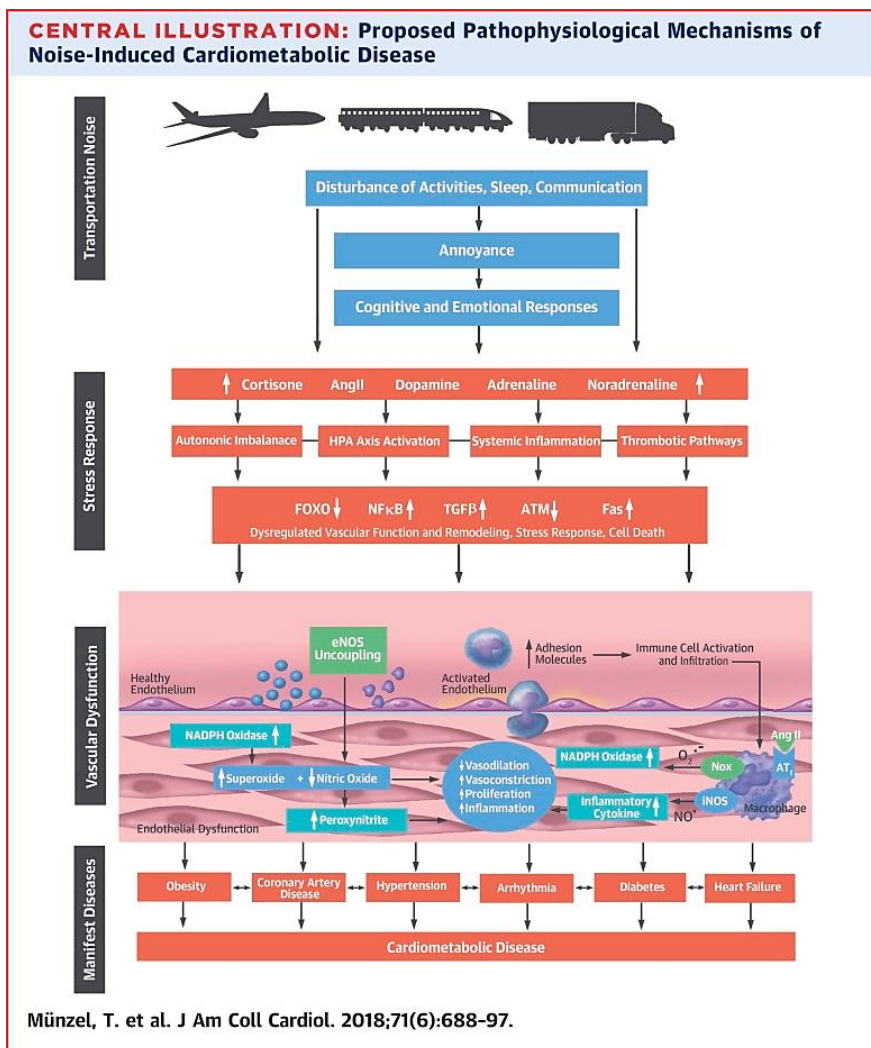 CENTRAL ILLUSTRATION: Proposed Pathophysiological Mechanisms of
Noise-Induced Cardiometabolic Disease
Transportation Noise
Disturbance of Activities, Sleep, Communication
Annoyance
Cognitive and Emotional Responses
Stress Response
↑ Cortisone AngII Dopamine Adrenaline Noradrenaline ↑
Autononic Imbalanace
HPA Axis Activation
Systemic Inflammation
Thrombotic Pathways
FOXO↓ NFκB↑ TGFβ↑ ATM↓ Fas↑
Dysregulated Vascular Function and Remodeling, Stress Response, Cell Death
Vascular Dysfunction
eNOS
Uncoupling
↑ Adhesion
Molecules
Immune Cell Activation
and Infiltration
Healthy
Endothelium
Activated
Endothelium
NADPH Oxidase ↑
↑Superoxide + ↓Nitric Oxide
↑Peroxynitrite
Endothelial Dysfunction
↓Vasodilation
↑Vasoconstriction
↑Proliferation
↑Inflammation
NADPH Oxidase ↑
Inflammatory
Cytokine ↑
O₂•⁻
NO•
Nox
iNOS
Ang II
AT₁
Macrophage
Manifest Diseases
Obesity
Coronary Artery
Disease
Hypertension
Arrhythmia
Diabetes
Heart Failure
Cardiometabolic Disease
Münzel, T. et al. J Am Coll Cardiol. 2018;71(6):688–97.